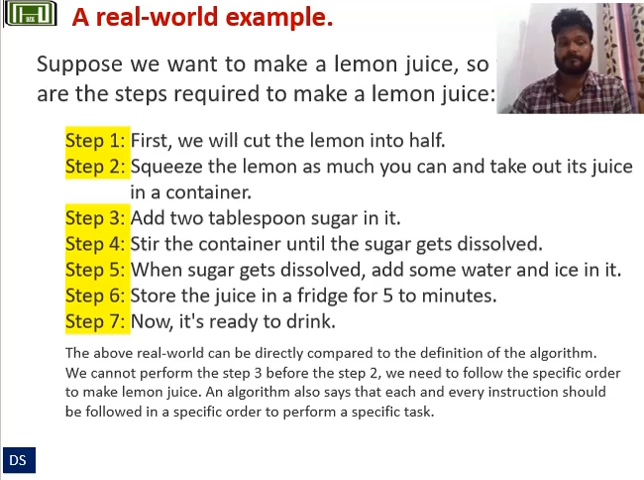 A real-world example.
Suppose we want to make a lemon juice, so
are the steps required to make a lemon juice:
Step 1: First, we will cut the lemon into half.
Step 2: Squeeze the lemon as much you can and take out its juice
in a container.
Step 3: Add two tablespoon sugar in it.
Step 4: Stir the container until the sugar gets dissolved.
Step 5: When sugar gets dissolved, add some water and ice in it.
Step 6: Store the juice in a fridge for 5 to minutes.
Step 7: Now, it's ready to drink.
The above real-world can be directly compared to the definition of the algorithm.
We cannot perform the step 3 before the step 2, we need to follow the specific order
to make lemon juice. An algorithm also says that each and every instruction should
be followed in a specific order to perform a specific task.
DS